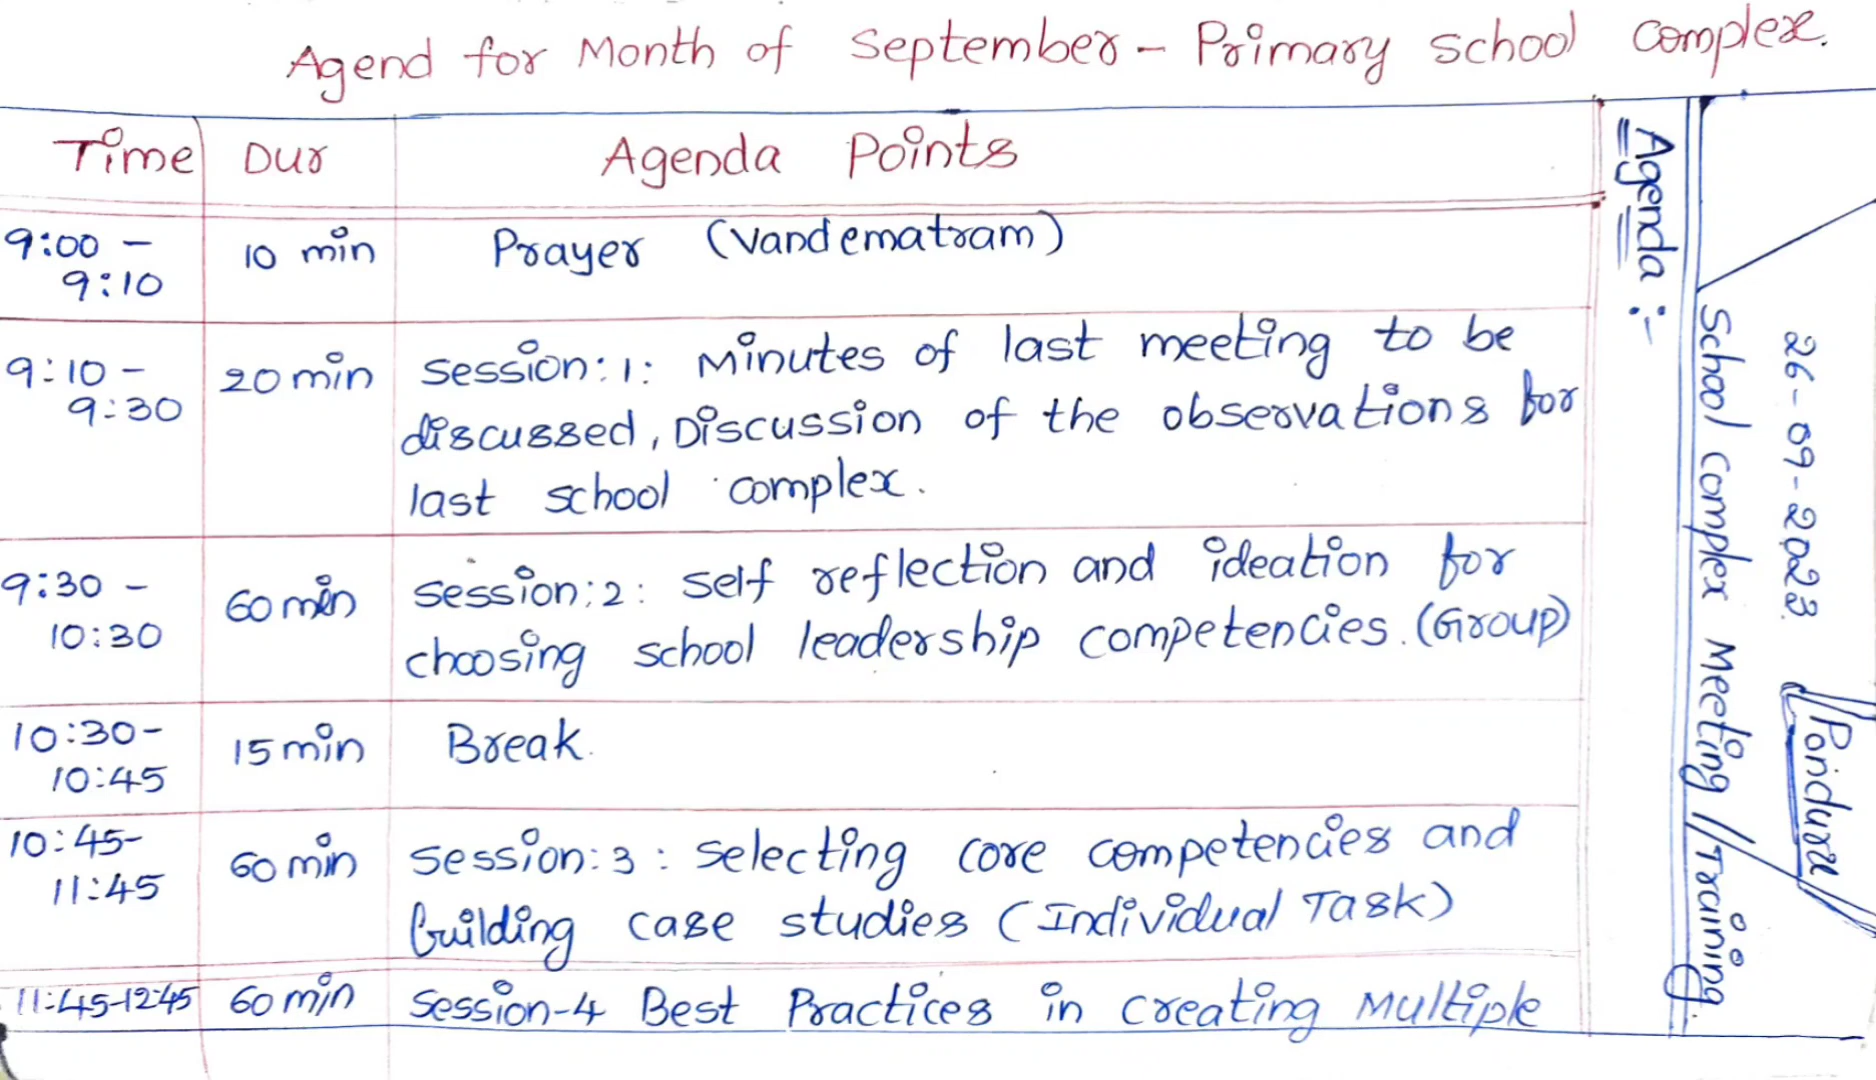 Agend for Month of September - Primary School Complex.
Time Dur Agenda Points
9:00 - 9:10 10 min Prayer (Vandematram)
9:10 - 9:30 20 min Session:1: Minutes of last meeting to be
discussed, Discussion of the observations for
last school complex.
9:30 - 10:30 60 min Session:2: Self reflection and ideation for
choosing school leadership competencies. (Group)
10:30- 10:45 15 min Break.
10:45- 11:45 60 min Session:3: Selecting core competencies and
building case studies (Individual Task)
11:45-12:45 60 min Session-4 Best Practices in creating Multiple
Agenda :-
School Complex Meeting // Training.
26-09-2023 Ponduru